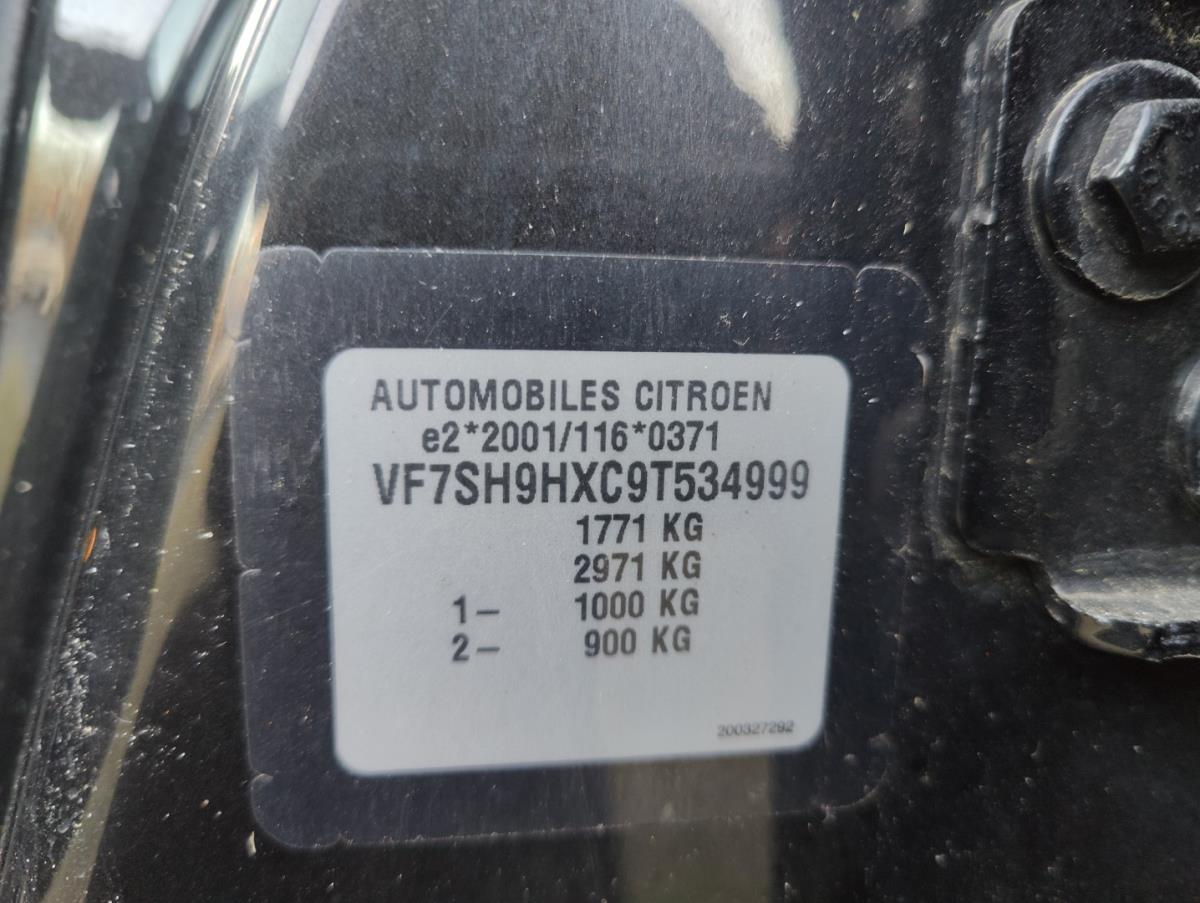 AUTOMOBILES CITROEN
e2*2001/116*0371
VF7SH9HXC9T534999
1771 KG
2971 KG
1– 1000 KG
2– 900 KG
200327292